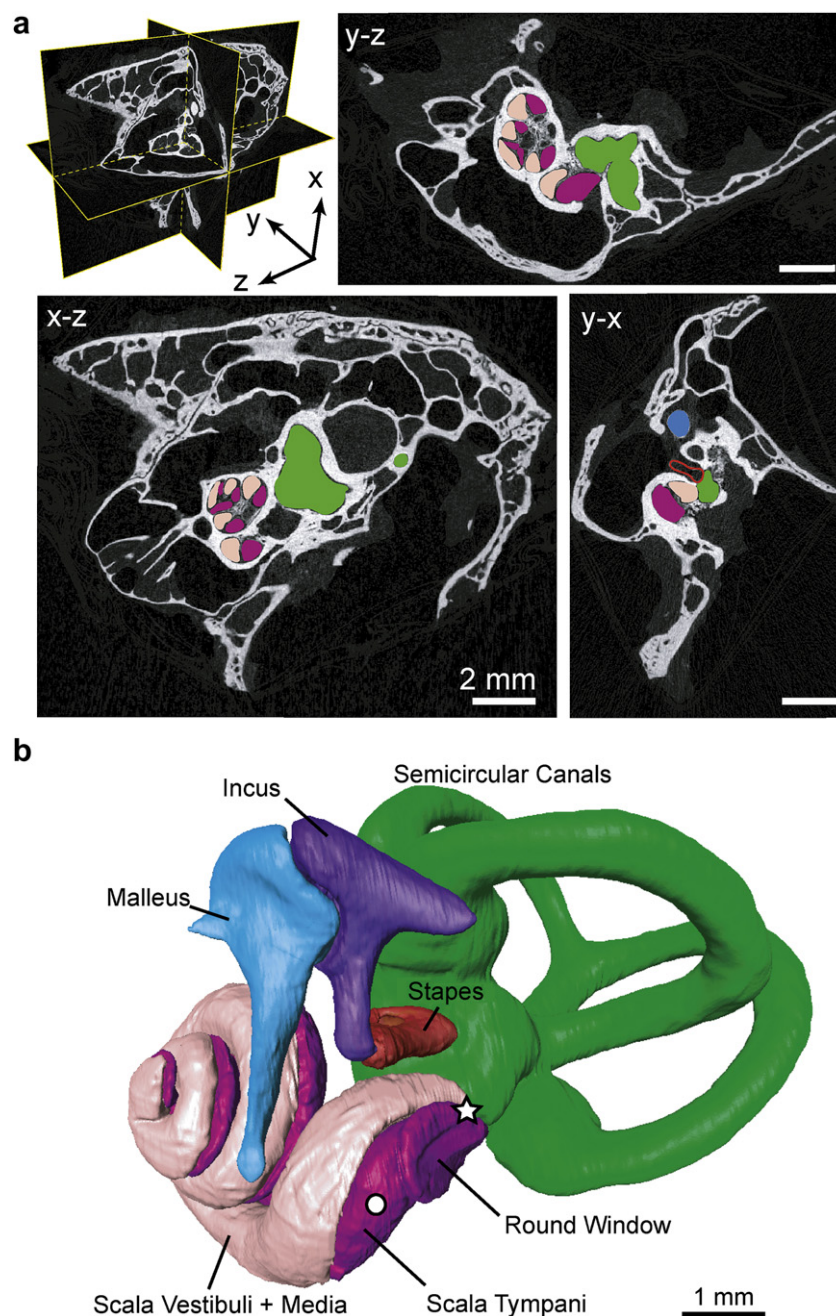 a
y-z
x
y
z
x-z
y-x
2 mm
b
Semicircular Canals
Incus
Malleus
Stapes
Round Window
Scala Vestibuli + Media
Scala Tympani
1 mm